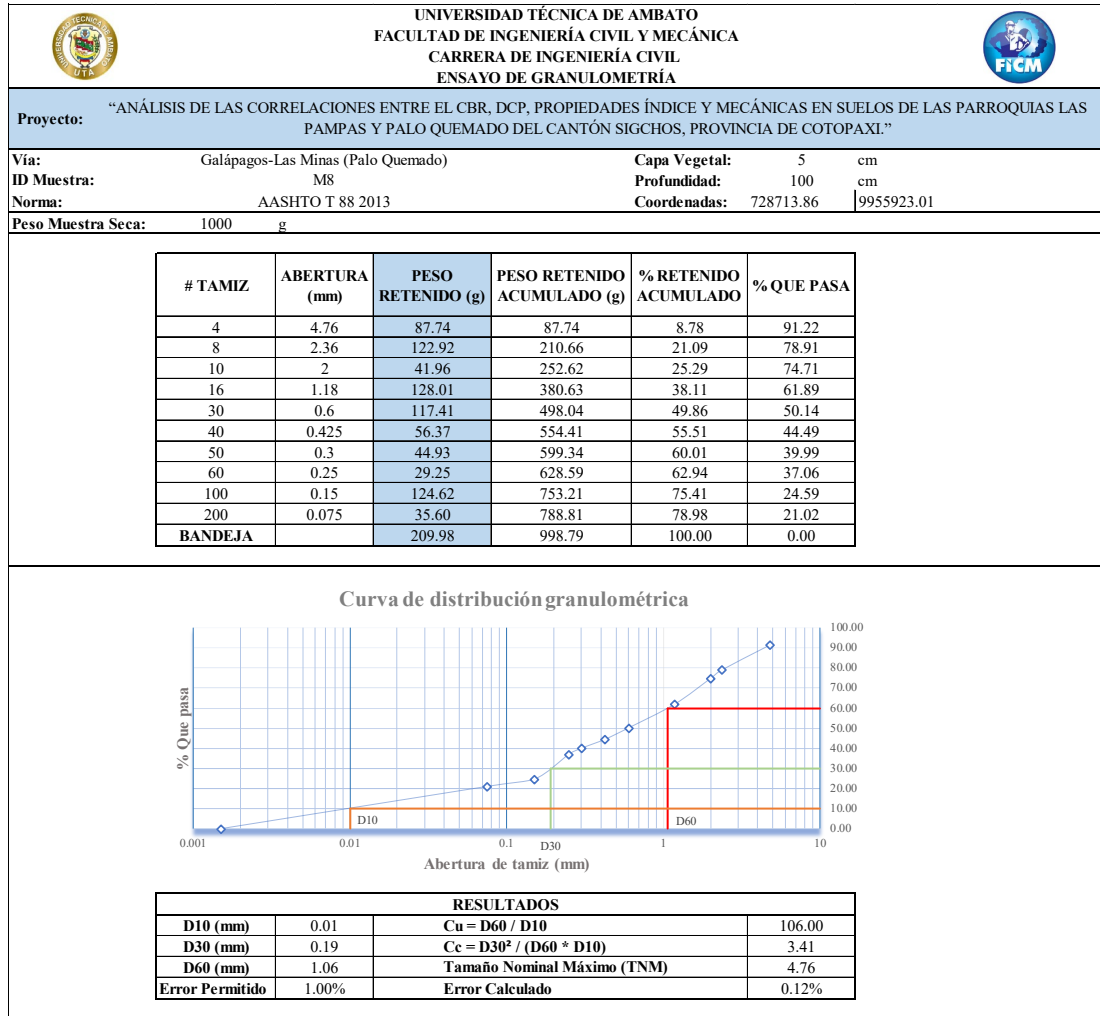 UNIVERSIDAD TÉCNICA DE AMBATO
FACULTAD DE INGENIERÍA CIVIL Y MECÁNICA
CARRERA DE INGENIERÍA CIVIL
ENSAYO DE GRANULOMETRÍA
UTA
FICM
Proyecto: “ANÁLISIS DE LAS CORRELACIONES ENTRE EL CBR, DCP, PROPIEDADES ÍNDICE Y MECÁNICAS EN SUELOS DE LAS PARROQUIAS LAS
PAMPAS Y PALO QUEMADO DEL CANTÓN SIGCHOS, PROVINCIA DE COTOPAXI.”
Vía: Galápagos-Las Minas (Palo Quemado) Capa Vegetal: 5 cm
ID Muestra: M8 Profundidad: 100 cm
Norma: AASHTO T 88 2013 Coordenadas: 728713.86 9955923.01
Peso Muestra Seca: 1000 g
# TAMIZ ABERTURA (mm) PESO RETENIDO (g) PESO RETENIDO ACUMULADO (g) % RETENIDO ACUMULADO % QUE PASA
4 4.76 87.74 87.74 8.78 91.22
8 2.36 122.92 210.66 21.09 78.91
10 2 41.96 252.62 25.29 74.71
16 1.18 128.01 380.63 38.11 61.89
30 0.6 117.41 498.04 49.86 50.14
40 0.425 56.37 554.41 55.51 44.49
50 0.3 44.93 599.34 60.01 39.99
60 0.25 29.25 628.59 62.94 37.06
100 0.15 124.62 753.21 75.41 24.59
200 0.075 35.60 788.81 78.98 21.02
BANDEJA 209.98 998.79 100.00 0.00
Curva de distribución granulométrica
% Que pasa
100.00
90.00
80.00
70.00
60.00
50.00
40.00
30.00
20.00
10.00
0.00
D10
D30
D60
0.001 0.01 0.1 1 10
Abertura de tamiz (mm)
RESULTADOS
D10 (mm) 0.01 Cu = D60 / D10 106.00
D30 (mm) 0.19 Cc = D30² / (D60 * D10) 3.41
D60 (mm) 1.06 Tamaño Nominal Máximo (TNM) 4.76
Error Permitido 1.00% Error Calculado 0.12%